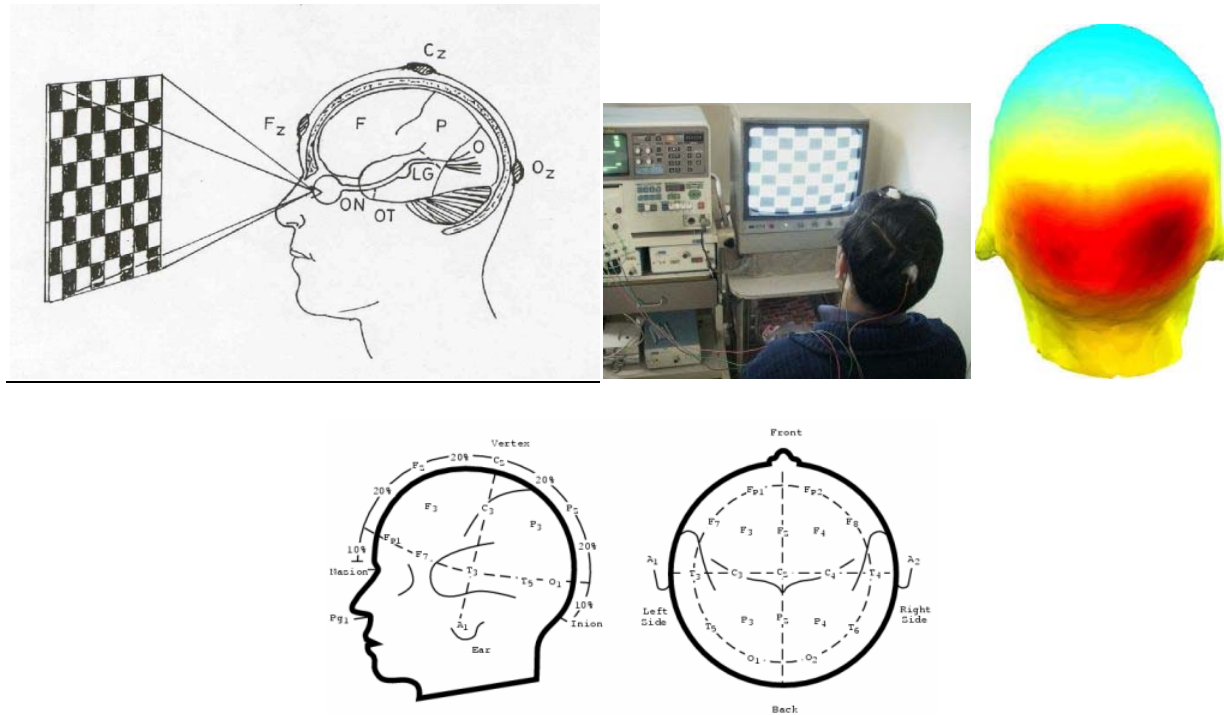 Cz
Fz
F
P
O
Oz
LG
ON
OT
Vertex
20%
Cz
20%
Fz
Pz
20%
20%
F3
C3
P3
10%
Fp1
F7
T3
T5
O1
Nasion
10%
Pg1
A1
Inion
Ear
Front
Fp1
Fp2
F7
F3
Fz
F4
F8
A1
A2
T3
C3
Cz
C4
T4
Left
Side
Right
Side
T5
P3
Pz
P4
T6
O1
O2
Back